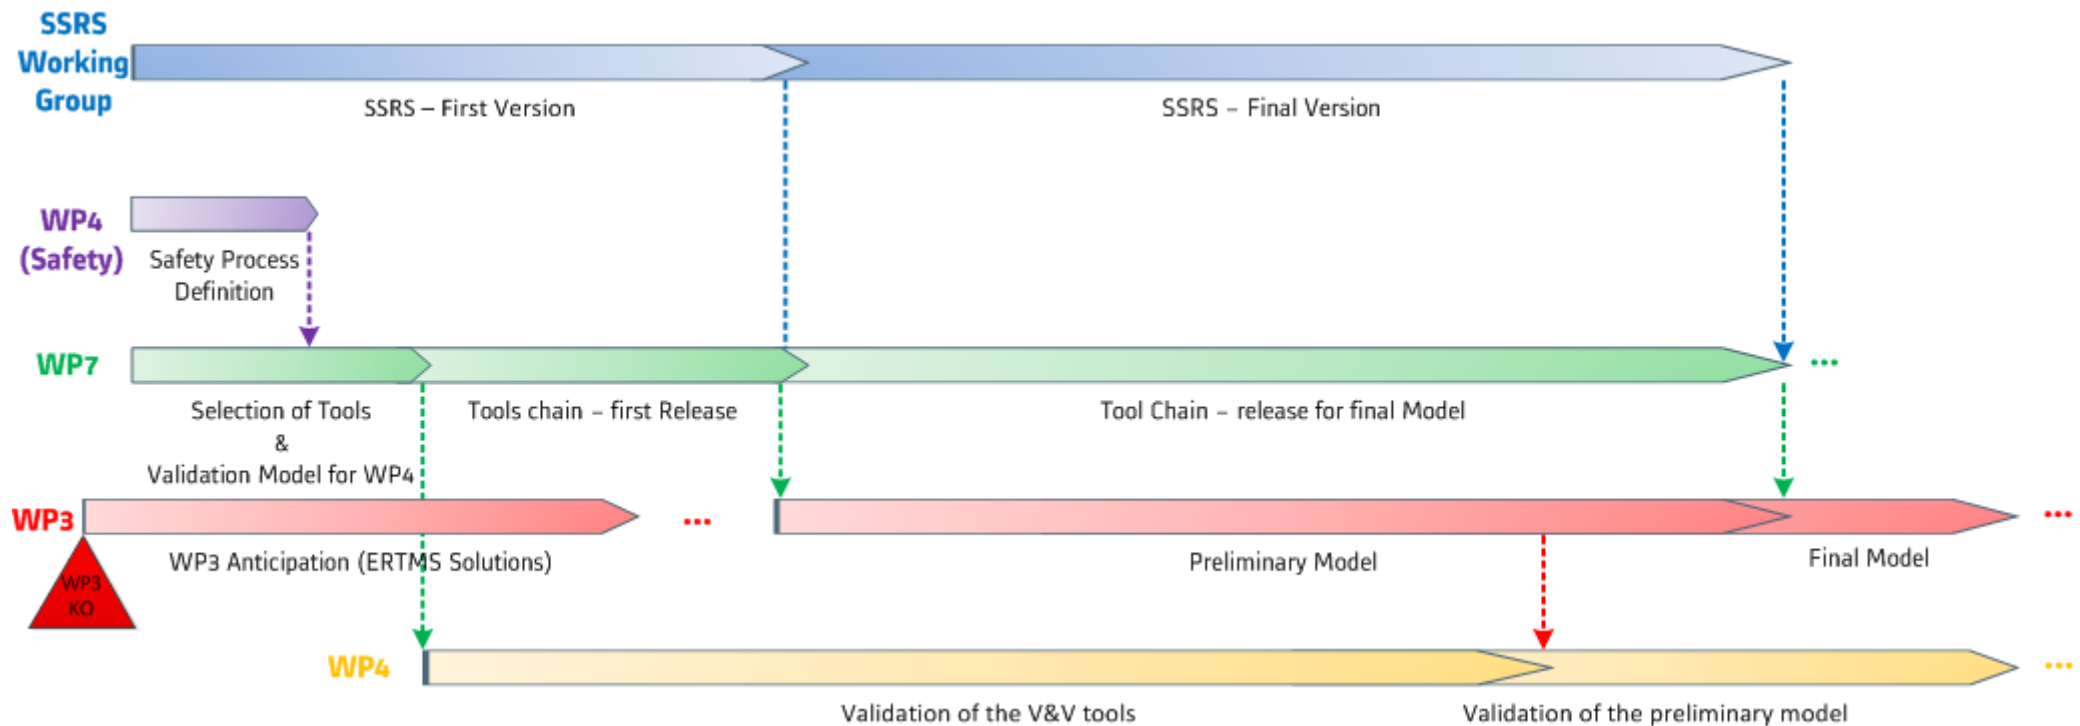 SSRS
Working
Group
SSRS – First Version
SSRS – Final Version
WP4
(Safety)
Safety Process
Definition
WP7
...
Selection of Tools
&
Validation Model for WP4
Tools chain – first Release
Tool Chain – release for final Model
WP3
...
...
WP3
KO
WP3 Anticipation (ERTMS Solutions)
Preliminary Model
Final Model
WP4
...
Validation of the V&V tools
Validation of the preliminary model